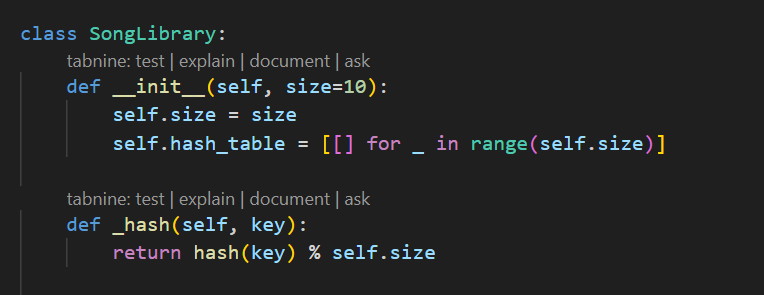 class SongLibrary:
tabnine: test | explain | document | ask
def __init__(self, size=10):
self.size = size
self.hash_table = [[] for _ in range(self.size)]
tabnine: test | explain | document | ask
def _hash(self, key):
return hash(key) % self.size